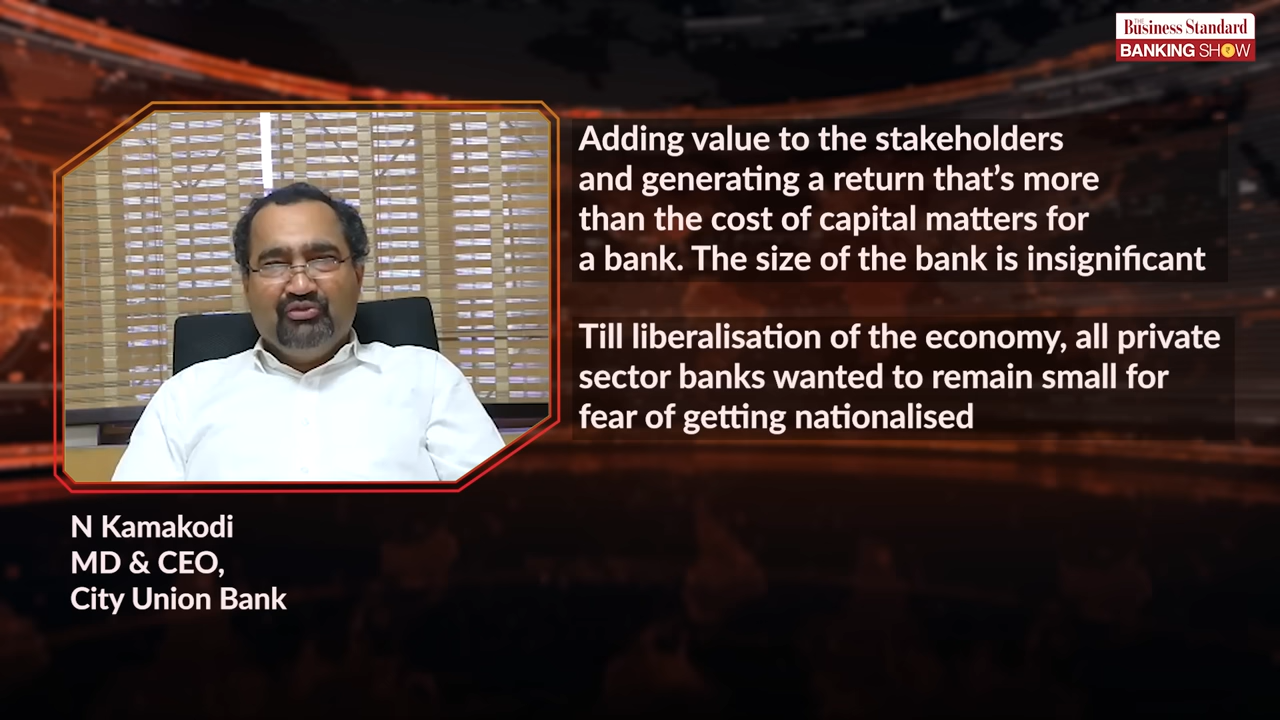 THE
Business Standard
BANKING SHOW
Adding value to the stakeholders
and generating a return that’s more
than the cost of capital matters for
a bank. The size of the bank is insignificant
Till liberalisation of the economy, all private
sector banks wanted to remain small for
fear of getting nationalised
N Kamakodi
MD & CEO,
City Union Bank